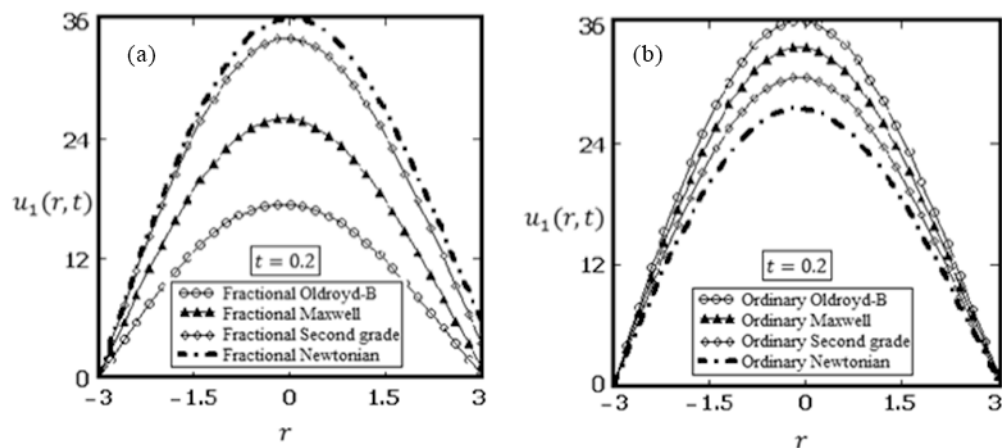 (a)
36
24
12
0
u₁(r, t)
t = 0.2
Fractional Oldroyd-B
Fractional Maxwell
Fractional Second grade
Fractional Newtonian
−3
−1.5
0
1.5
3
r
(b)
36
24
12
0
u₁(r, t)
t = 0.2
Ordinary Oldroyd-B
Ordinary Maxwell
Ordinary Second grade
Ordinary Newtonian
−3
−1.5
0
1.5
3
r